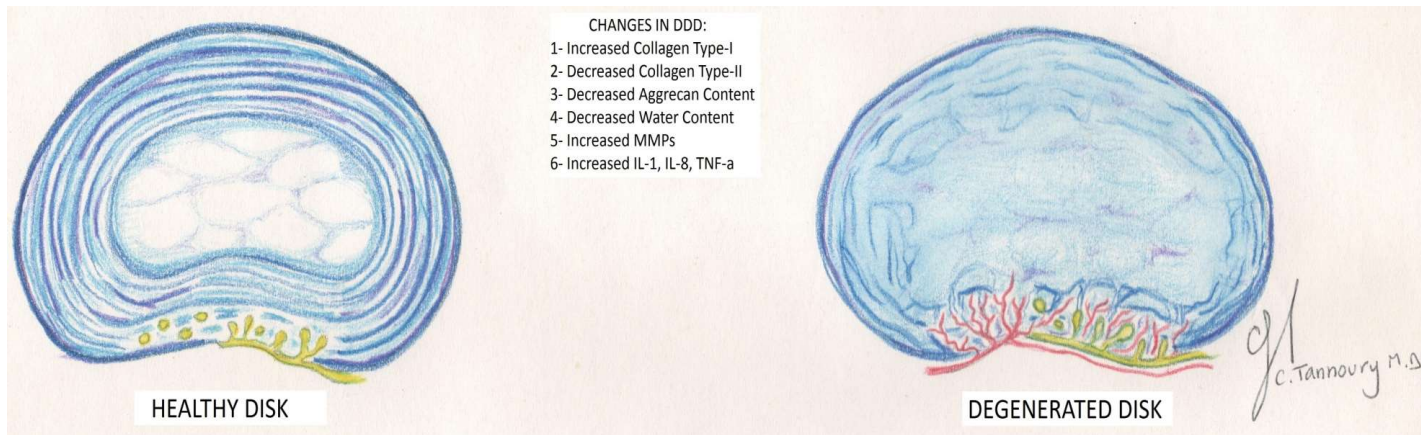 CHANGES IN DDD:
1- Increased Collagen Type-I
2- Decreased Collagen Type-II
3- Decreased Aggrecan Content
4- Decreased Water Content
5- Increased MMPs
6- Increased IL-1, IL-8, TNF-a
HEALTHY DISK
DEGENERATED DISK
C. Tannoury M.D